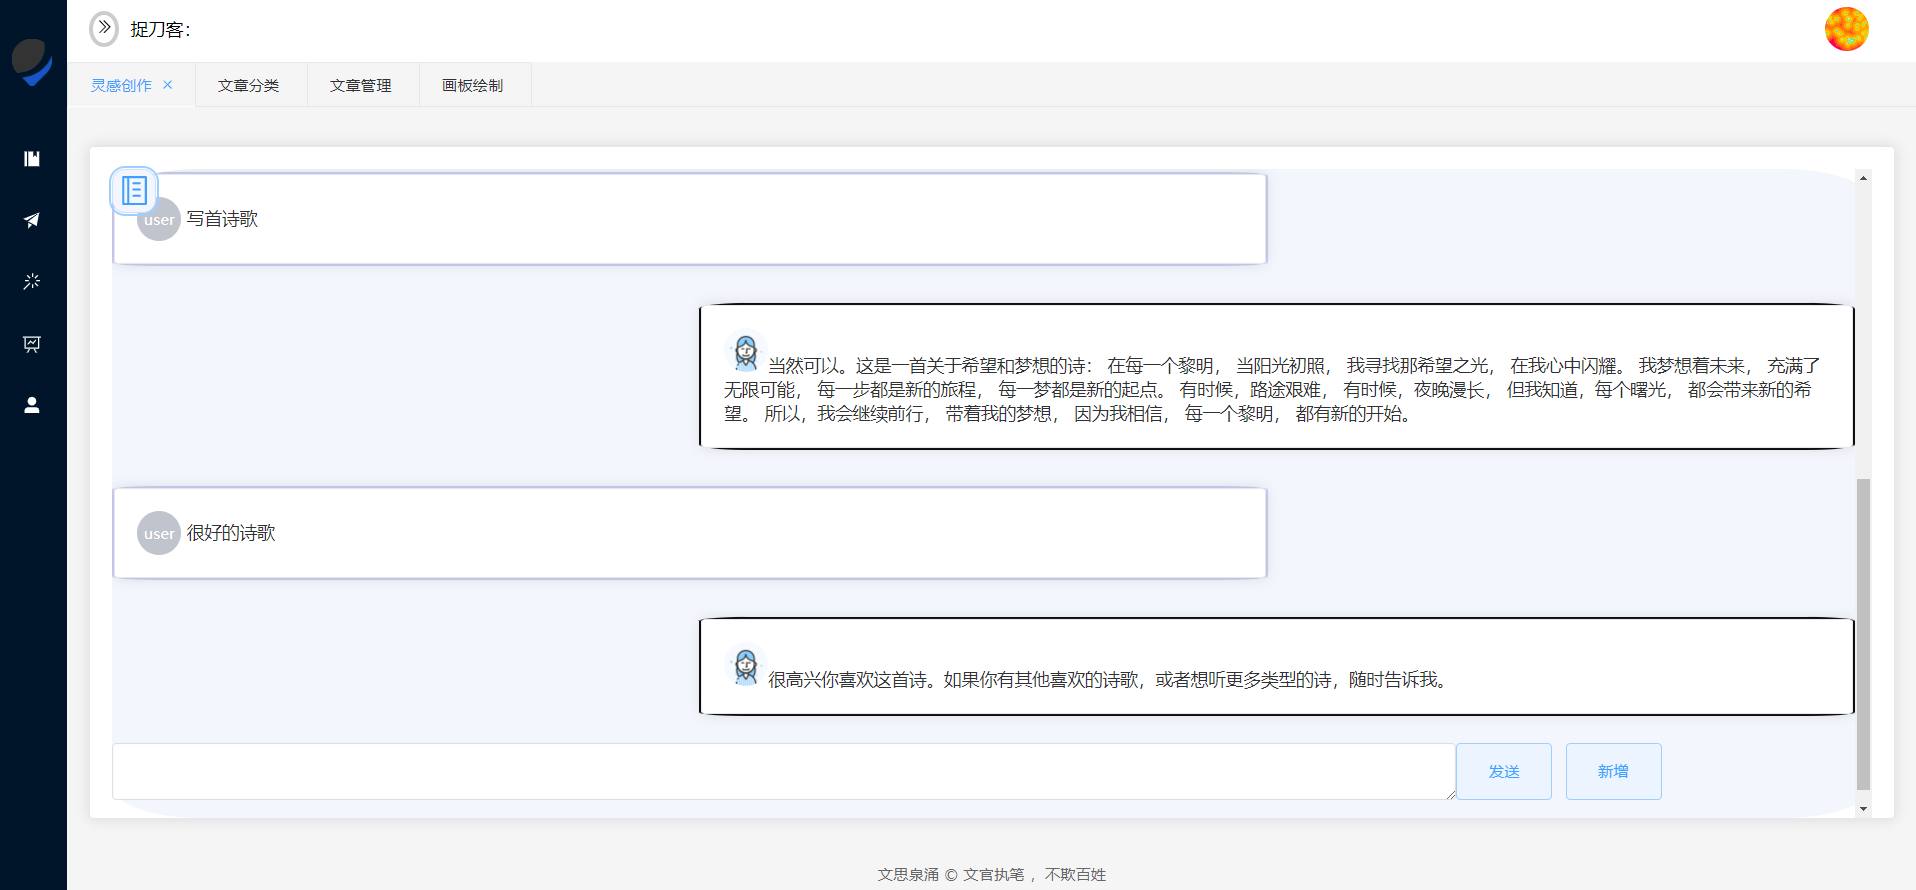 捉刀客：
灵感创作 文章分类 文章管理 画板绘制
user 写首诗歌
当然可以。这是一首关于希望和梦想的诗： 在每一个黎明， 当阳光初照， 我寻找那希望之光， 在我心中闪耀。 我梦想着未来， 充满了
无限可能， 每一步都是新的旅程， 每一梦都是新的起点。 有时候，路途艰难， 有时候，夜晚漫长， 但我知道，每个曙光， 都会带来新的希
望。 所以，我会继续前行， 带着我的梦想， 因为我相信， 每一个黎明， 都有新的开始。
user 很好的诗歌
很高兴你喜欢这首诗。如果你有其他喜欢的诗歌，或者想听更多类型的诗，随时告诉我。
发送 新增
文思泉涌 © 文官执笔 ，不欺百姓